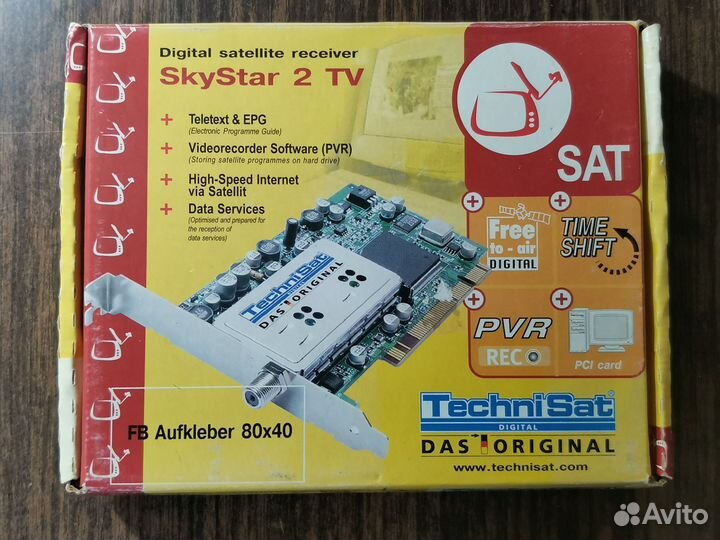 Digital satellite receiver
SkyStar 2 TV
+ Teletext & EPG
(Electronic Programme Guide)
+ Videorecorder Software (PVR)
(Storing satellite programmes on hard drive)
+ High-Speed Internet
via Satellit
+ Data Services
(Optimised and prepared for
the reception of
data services)
SAT
+ Free
to-air
DIGITAL
+ TIME
SHIFT
+ PVR
REC
+ PCI card
TechniSat
DAS ORIGINAL
FB Aufkleber 80x40
TechniSat
DIGITAL
DAS ORIGINAL
www.technisat.com
Avito